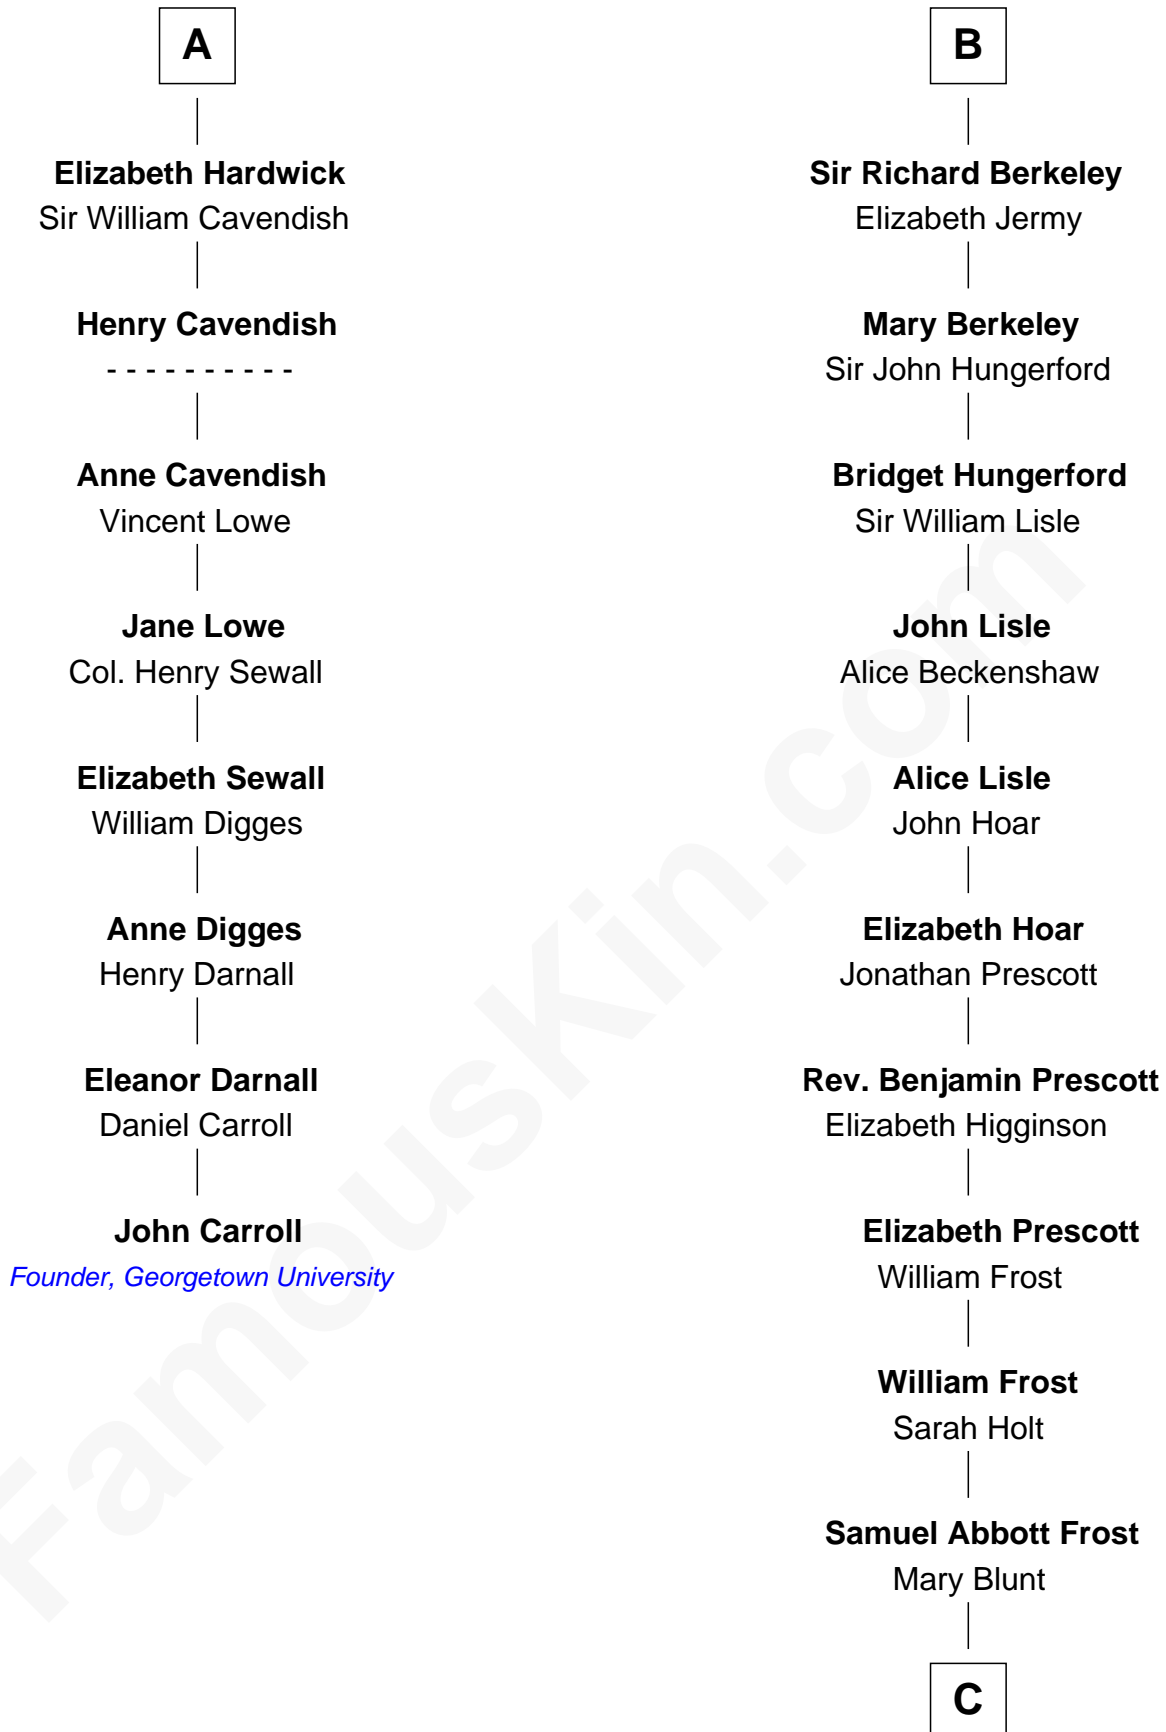 A
Elizabeth Hardwick
Sir William Cavendish
Henry Cavendish
- - - - - - - - - -
Anne Cavendish
Vincent Lowe
Jane Lowe
Col. Henry Sewall
Elizabeth Sewall
William Digges
Anne Digges
Henry Darnall
Eleanor Darnall
Daniel Carroll
John Carroll
Founder, Georgetown University
B
Sir Richard Berkeley
Elizabeth Jermy
Mary Berkeley
Sir John Hungerford
Bridget Hungerford
Sir William Lisle
John Lisle
Alice Beckenshaw
Alice Lisle
John Hoar
Elizabeth Hoar
Jonathan Prescott
Rev. Benjamin Prescott
Elizabeth Higginson
Elizabeth Prescott
William Frost
William Frost
Sarah Holt
Samuel Abbott Frost
Mary Blunt
C
FamousKin.com